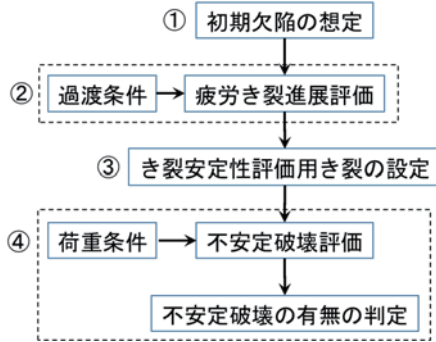 ① 初期欠陥の想定
② 過渡条件 疲労き裂進展評価
③ き裂安定性評価用き裂の設定
④ 荷重条件 不安定破壊評価
不安定破壊の有無の判定